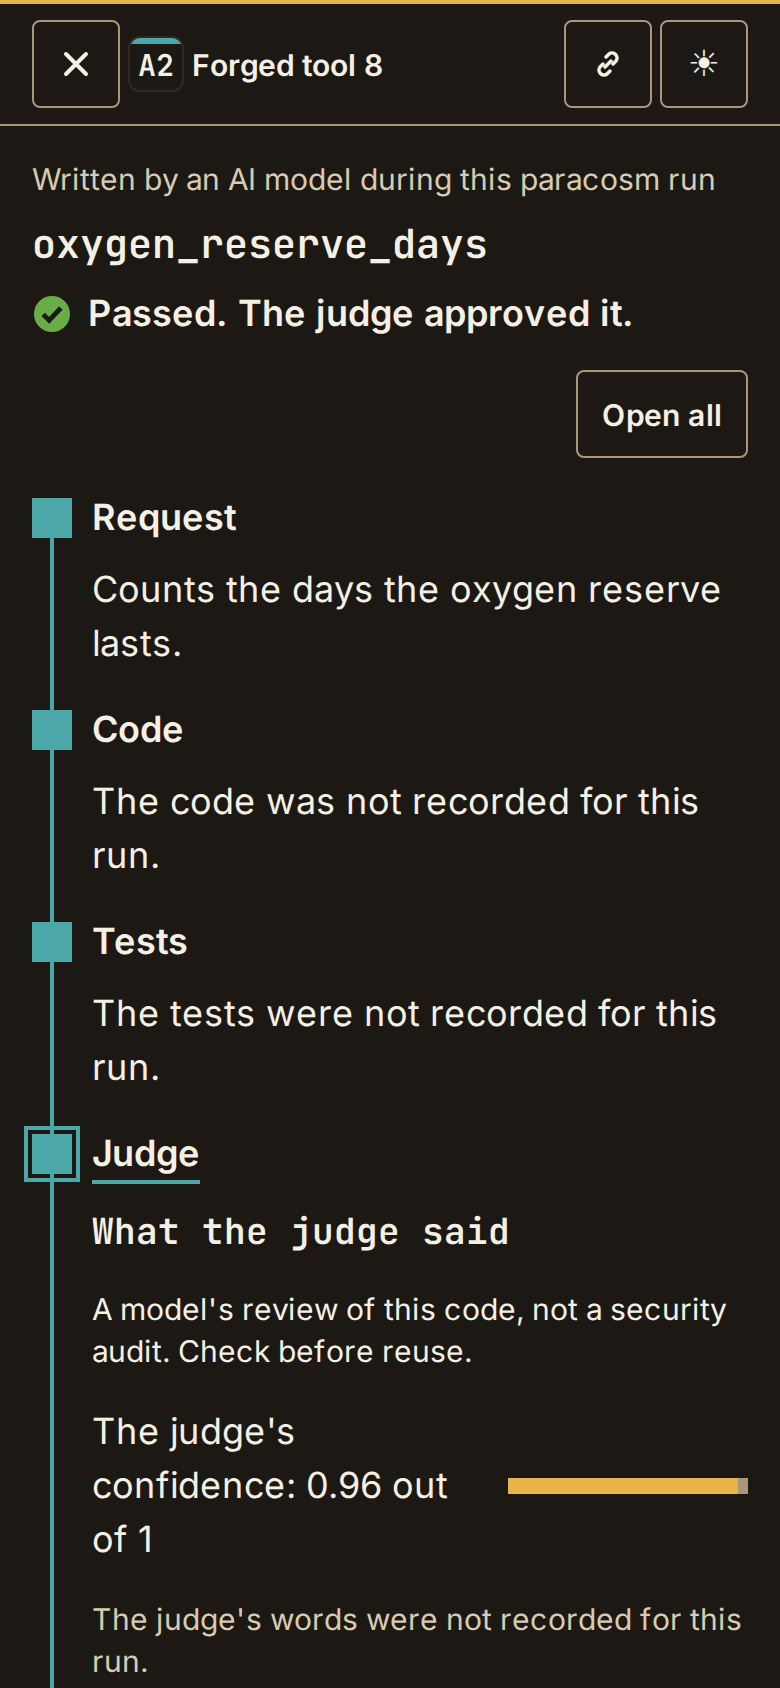 A2 Forged tool 8
Written by an AI model during this paracosm run
oxygen_reserve_days
Passed. The judge approved it.
Open all
Request
Counts the days the oxygen reserve
lasts.
Code
The code was not recorded for this
run.
Tests
The tests were not recorded for this
run.
Judge
What the judge said
A model's review of this code, not a security
audit. Check before reuse.
The judge's
confidence: 0.96 out
of 1
The judge's words were not recorded for this
run.